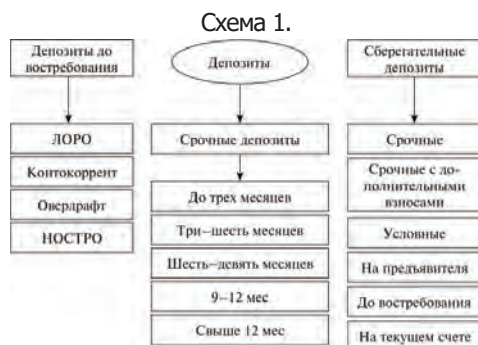 Схема 1.
Депозиты до
востребования
ЛОРО
Контокоррент
Овердрафт
НОСТРО
Депозиты
Срочные депозиты
До трех месяцев
Три–шесть месяцев
Шесть–девять месяцев
9–12 мес
Свыше 12 мес
Сберегательные
депозиты
Срочные
Срочные с до-
полнительными
взносами
Условные
На предъявителя
До востребования
На текущем счете